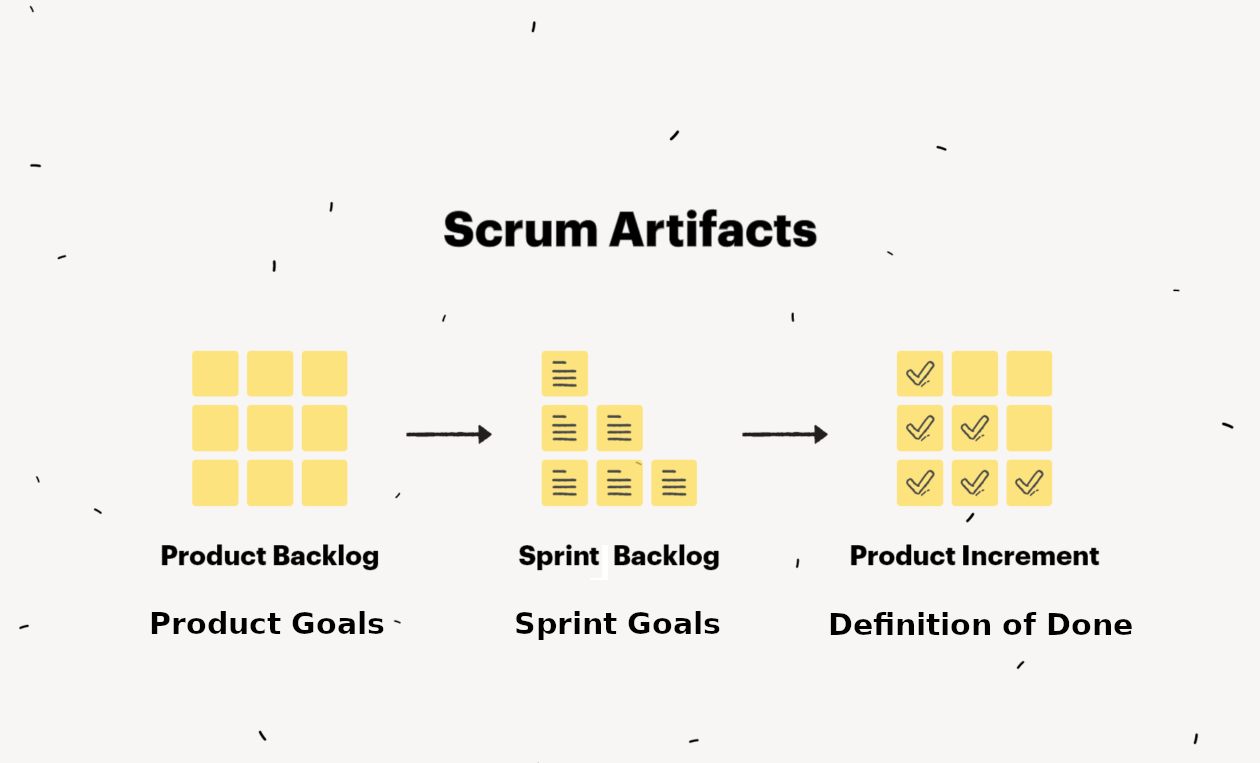 Scrum Artifacts
Product Backlog
Sprint Backlog
Product Increment
Product Goals
Sprint Goals
Definition of Done